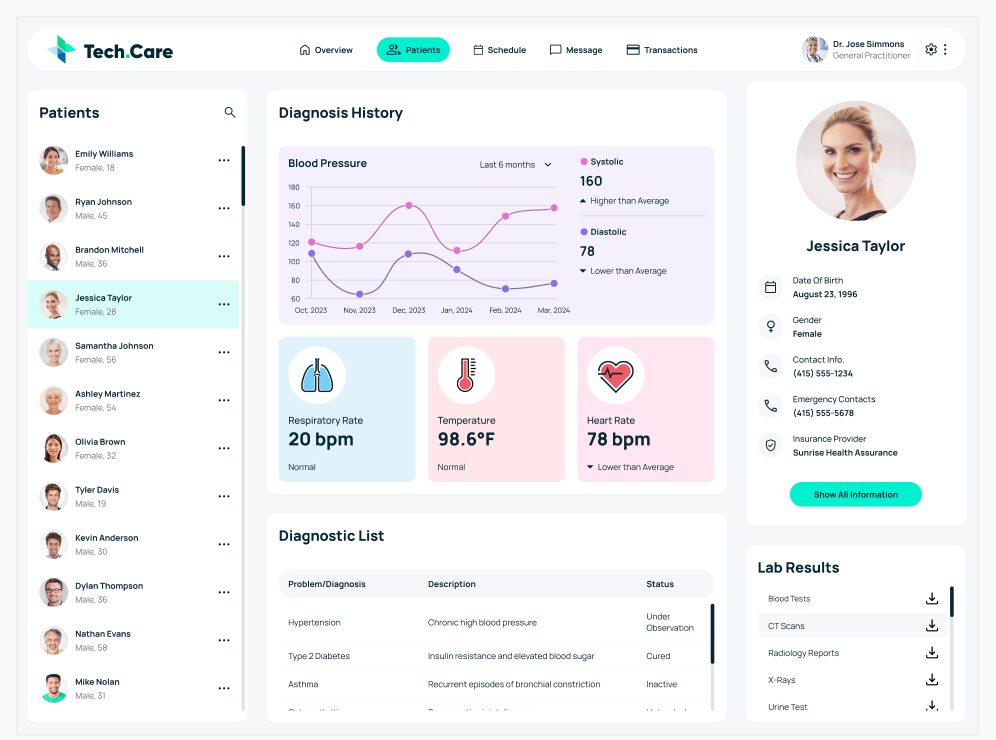 Tech.Care
Overview
Patients
Schedule
Message
Transactions
Dr. Jose Simmons
General Practitioner
Patients
Emily Williams
Female, 18
Ryan Johnson
Male, 45
Brandon Mitchell
Male, 36
Jessica Taylor
Female, 28
Samantha Johnson
Female, 56
Ashley Martinez
Female, 54
Olivia Brown
Female, 32
Tyler Davis
Male, 19
Kevin Anderson
Male, 30
Dylan Thompson
Male, 36
Nathan Evans
Male, 58
Mike Nolan
Male, 31
Diagnosis History
Blood Pressure
Last 6 months
180
160
140
120
100
80
60
Oct, 2023
Nov, 2023
Dec, 2023
Jan, 2024
Feb, 2024
Mar, 2024
Systolic
160
Higher than Average
Diastolic
78
Lower than Average
Respiratory Rate
20 bpm
Normal
Temperature
98.6°F
Normal
Heart Rate
78 bpm
Lower than Average
Diagnostic List
Problem/Diagnosis Description Status
Hypertension Chronic high blood pressure Under
Observation
Type 2 Diabetes Insulin resistance and elevated blood sugar Cured
Asthma Recurrent episodes of bronchial constriction Inactive
Jessica Taylor
Date Of Birth
August 23, 1996
Gender
Female
Contact Info.
(415) 555-1234
Emergency Contacts
(415) 555-5678
Insurance Provider
Sunrise Health Assurance
Show All Information
Lab Results
Blood Tests
CT Scans
Radiology Reports
X-Rays
Urine Test